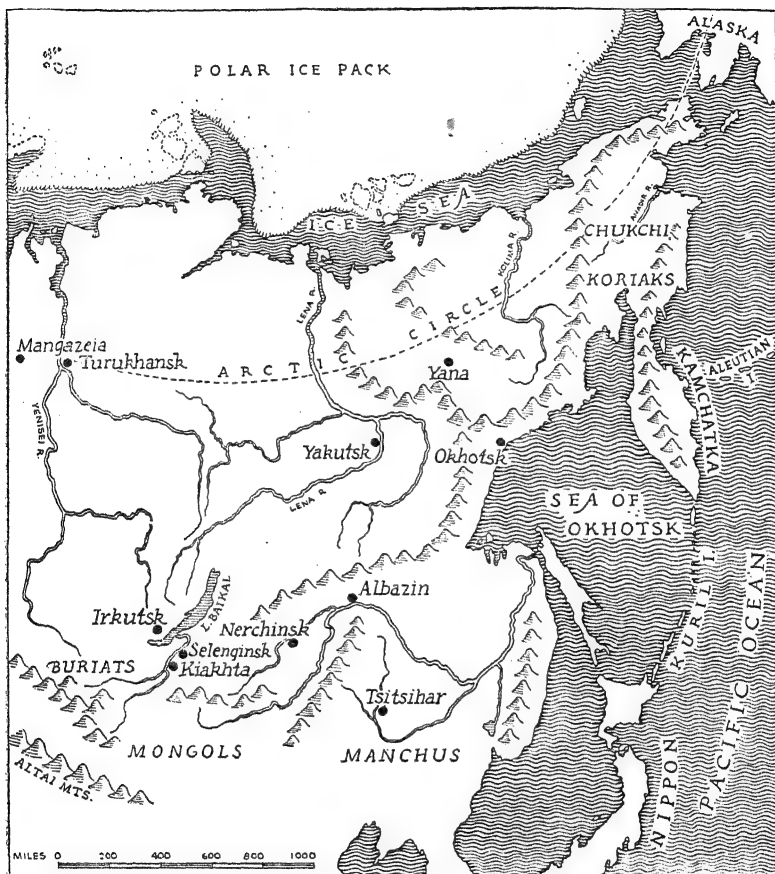 ALASKA
POLAR ICE PACK
ICE SEA
KOLIMA R.
ANADIR R.
CHUKCHI
KORIAKS
LENA R.
ARCTIC CIRCLE
Mangazeia
Turukhansk
Yana
ALEUTIAN I.
KAMCHATKA
YENISEI R.
Yakutsk
Okhotsk
LENA R.
SEA OF
OKHOTSK
Albazin
Irkutsk
L. BAIKAL
Nerchinsk
KURIL I.
PACIFIC OCEAN
Selenginsk
BURIATS
Kiakhta
Tsitsihar
MONGOLS
MANCHUS
ALTAI MTS.
NIPPON
MILES 0 200 400 600 800 1000